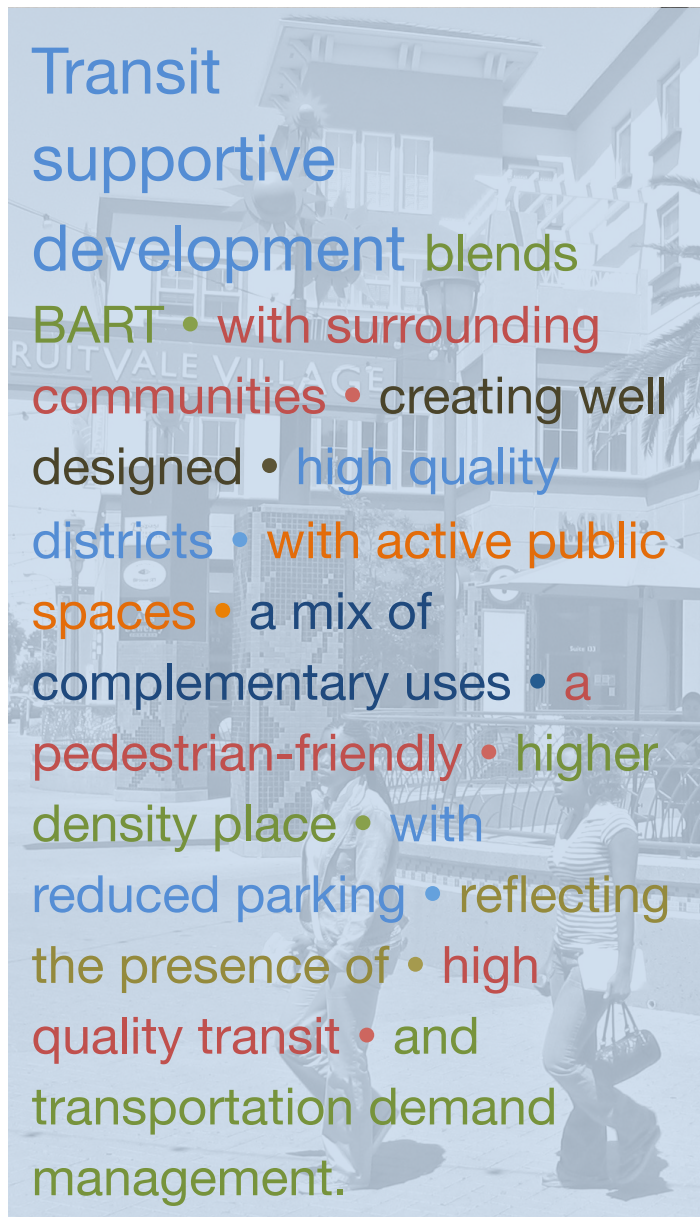 Transit
supportive
development blends
BART • with surrounding
communities • creating well
designed • high quality
districts • with active public
spaces • a mix of
complementary uses • a
pedestrian-friendly • higher
density place • with
reduced parking • reflecting
the presence of • high
quality transit • and
transportation demand
management.
RUITVALE VILLAGE